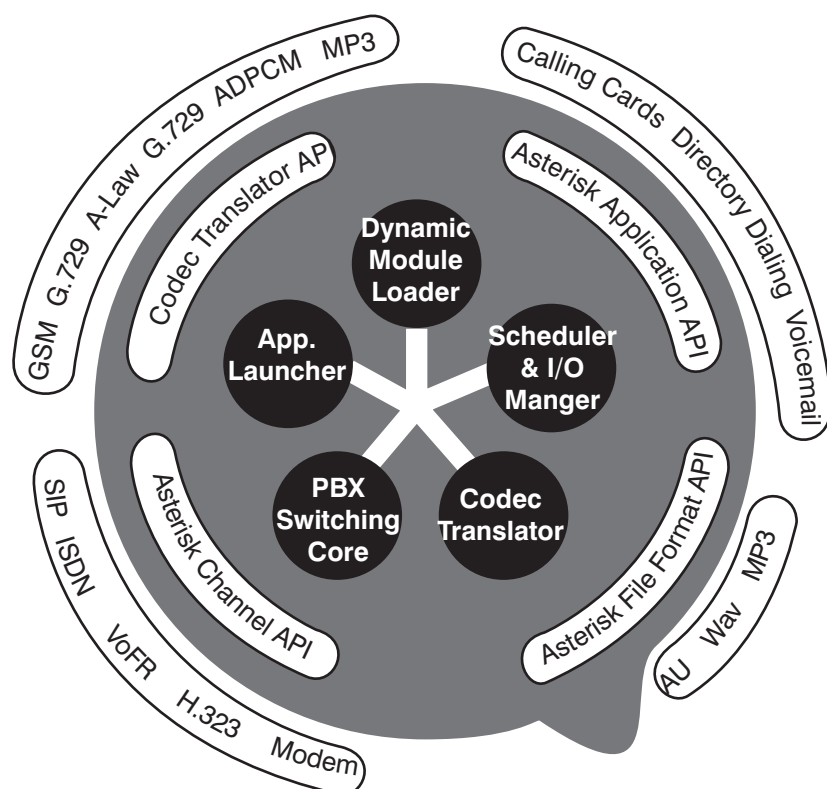 GSM G.729 A-Law G.729 ADPCM MP3
Calling Cards Directory Dialing Voicemail
Codec Translator AP
Asterisk Application API
Dynamic
Module
Loader
App.
Launcher
Scheduler
& I/O
Manger
PBX
Switching
Core
Codec
Translator
Asterisk Channel API
Asterisk File Format API
SIP ISDN VoFR H.323 Modem
AU Wav MP3